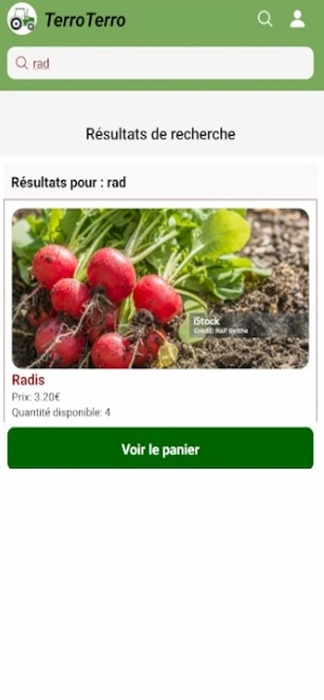 TerroTerro
rad
Résultats de recherche
Résultats pour : rad
iStock
Credit: Ralf Geithe
Radis
Prix: 3.20€
Quantité disponible: 4
Voir le panier